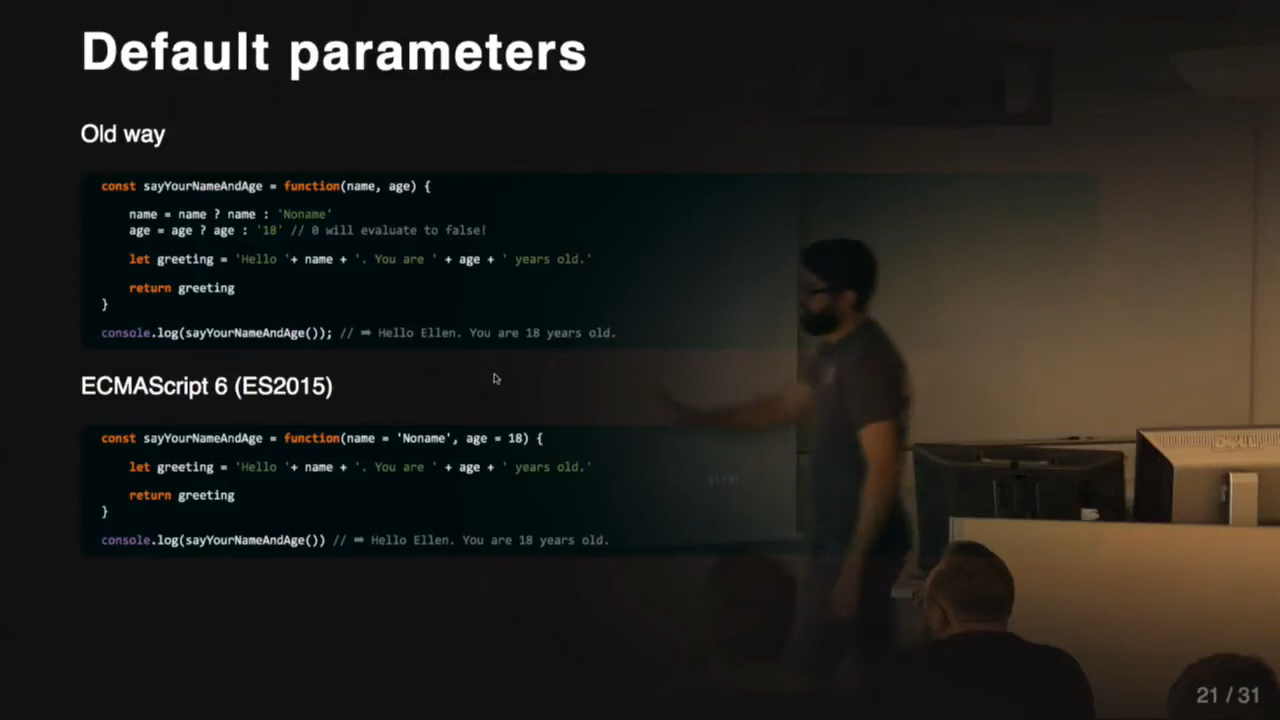 Default parameters
Old way
const sayYourNameAndAge = function(name, age) {
name = name ? name : 'Noname'
age = age ? age : '18' // 0 will evaluate to false!
let greeting = 'Hello '+ name + '. You are ' + age + ' years old.'
return greeting
}
console.log(sayYourNameAndAge()); // ➡ Hello Ellen. You are 18 years old.
ECMAScript 6 (ES2015)
const sayYourNameAndAge = function(name = 'Noname', age = 18) {
let greeting = 'Hello '+ name + '. You are ' + age + ' years old.'
return greeting
}
console.log(sayYourNameAndAge()) // ➡ Hello Ellen. You are 18 years old.
DELL
21 / 31